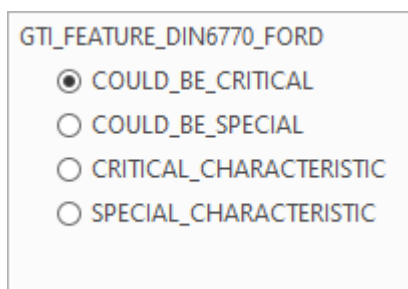 GTI_FEATURE_DIN6770_FORD
COULD_BE_CRITICAL
COULD_BE_SPECIAL
CRITICAL_CHARACTERISTIC
SPECIAL_CHARACTERISTIC